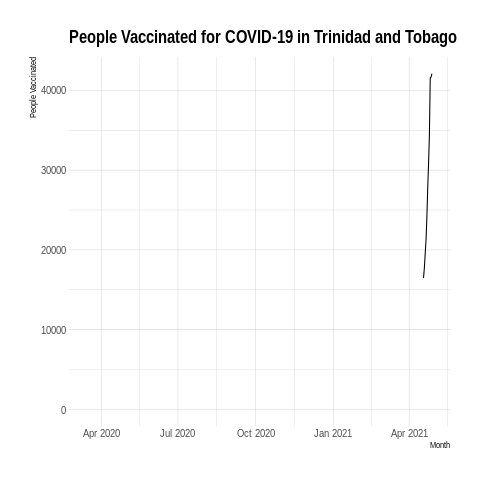 People Vaccinated for COVID-19 in Trinidad and Tobago
People Vaccinated
40000
30000
20000
10000
0
Apr 2020 Jul 2020 Oct 2020 Jan 2021 Apr 2021
Month